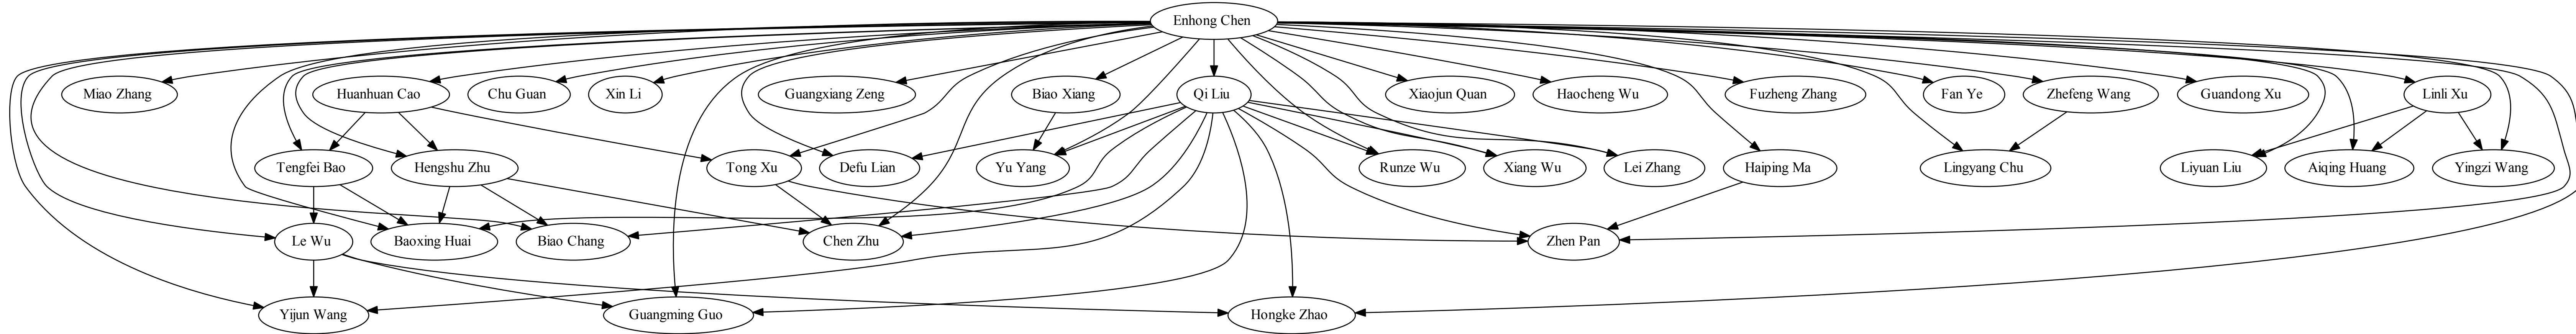 Enhong Chen
Miao Zhang
Huanhuan Cao
Chu Guan
Xin Li
Guangxiang Zeng
Biao Xiang
Qi Liu
Xiaojun Quan
Haocheng Wu
Fuzheng Zhang
Fan Ye
Zhefeng Wang
Guandong Xu
Linli Xu
Tengfei Bao
Hengshu Zhu
Tong Xu
Defu Lian
Yu Yang
Runze Wu
Xiang Wu
Lei Zhang
Haiping Ma
Lingyang Chu
Liyuan Liu
Aiqing Huang
Yingzi Wang
Le Wu
Baoxing Huai
Biao Chang
Chen Zhu
Zhen Pan
Yijun Wang
Guangming Guo
Hongke Zhao